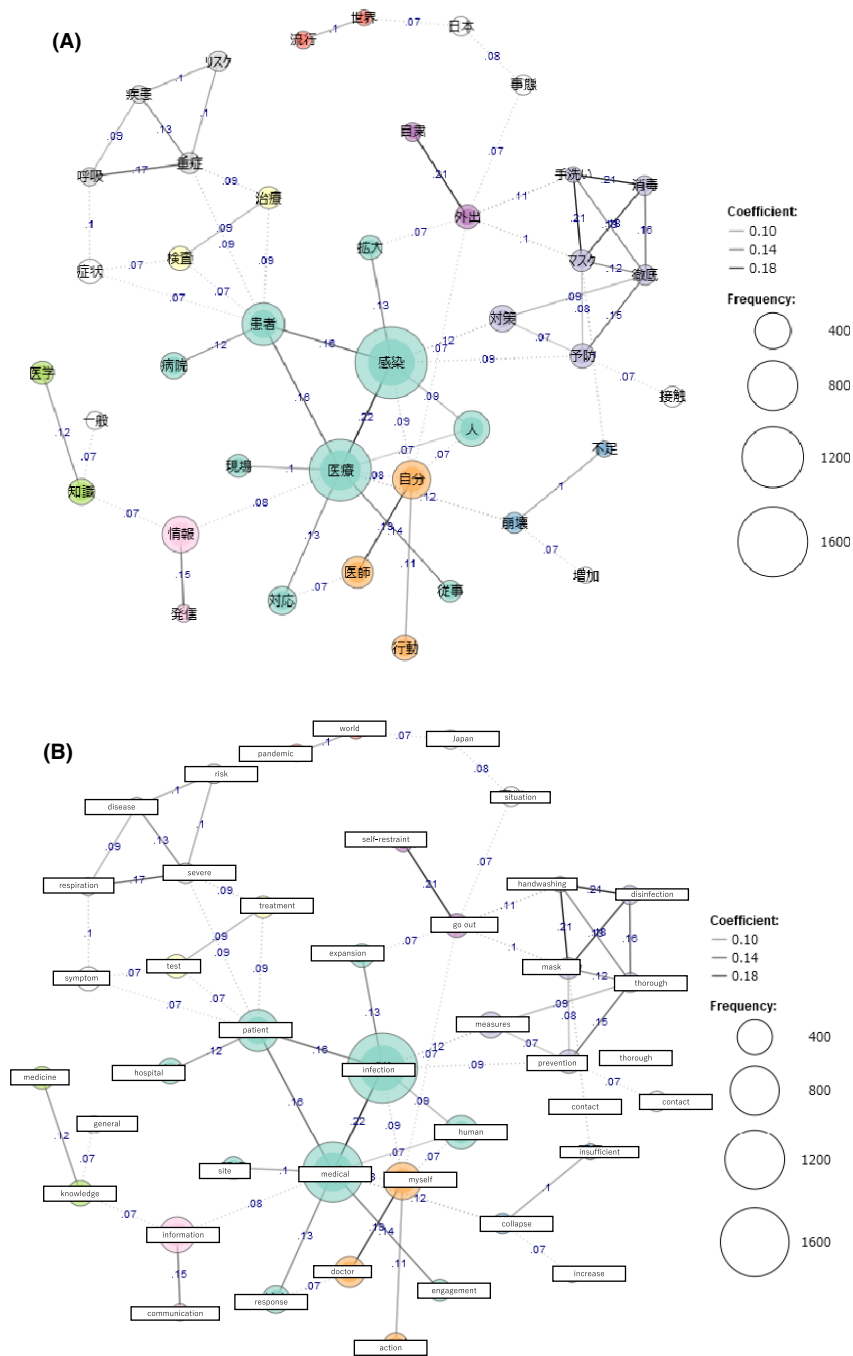 (A)
世界
.07
日本
流行
.1
.08
事態
リスク
.1
疾患
.09
.13
.1
呼吸
.17
重症
.09
治療
.1
.09
.09
.09
症状
.07
検査
.07
.07
自粛
.21
.07
外出
.11
.1
.07
手洗い
.21
消毒
.21
.18
.16
マスク
.12
徹底
.09
.08
.15
対策
.07
予防
.07
接触
拡大
.13
患者
.16
感染
.12
.09
.07
.12
病院
.16
.22
.09
.09
人
.07
.07
医学
.12
一般
.07
知識
.07
情報
.08
.15
発信
現場
.1
医療
.08
自分
.12
.13
.19
.14
.11
.07
対応
医師
従事
行動
不足
.1
崩壊
.07
増加
Coefficient:
0.10
0.14
0.18
Frequency:
400
800
1200
1600
(B)
world
.07
Japan
pandemic
.1
.08
situation
risk
.1
disease
.09
.13
.1
respiration
.17
severe
.09
treatment
.1
.09
.09
.09
symptom
.07
test
.07
.07
self-restraint
.21
.07
go out
.11
.1
.07
handwashing
.21
disinfection
.21
.18
.16
mask
.12
thorough
.09
.08
.15
measures
.07
prevention
thorough
.07
contact
contact
expansion
.13
patient
.16
infection
.12
.09
.07
.12
hospital
.16
.22
.09
.09
human
.07
.07
medicine
.12
general
.07
knowledge
.07
information
.08
.15
communication
site
.1
medical
myself
.12
.13
.19
.14
.11
.07
response
doctor
engagement
action
insufficient
.1
collapse
.07
increase
Coefficient:
0.10
0.14
0.18
Frequency:
400
800
1200
1600